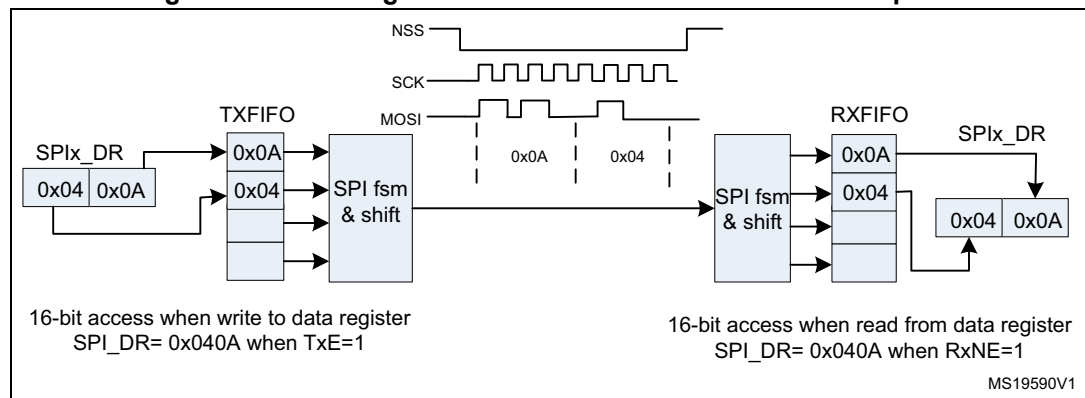 NSS
SCK
MOSI
TXFIFO
RXFIFO
SPIx_DR
SPIx_DR
0x04 0x0A
0x0A
0x04
SPI fsm
& shift
0x0A 0x04
SPI fsm
& shift
0x0A
0x04
0x04 0x0A
16-bit access when write to data register
SPI_DR= 0x040A when TxE=1
16-bit access when read from data register
SPI_DR= 0x040A when RxNE=1
MS19590V1